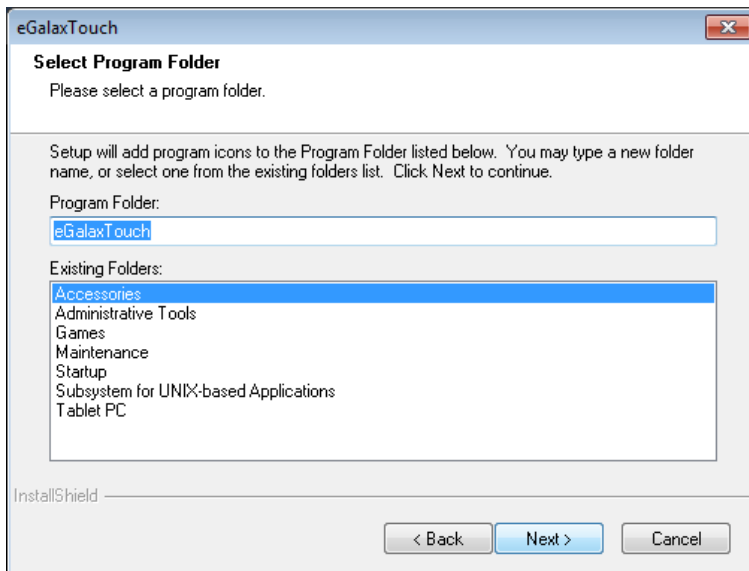 eGalaxTouch
Select Program Folder
Please select a program folder.
Setup will add program icons to the Program Folder listed below.  You may type a new folder
name, or select one from the existing folders list.  Click Next to continue.
Program Folder:
eGalaxTouch
Existing Folders:
Accessories
Administrative Tools
Games
Maintenance
Startup
Subsystem for UNIX-based Applications
Tablet PC
InstallShield
< Back Next > Cancel